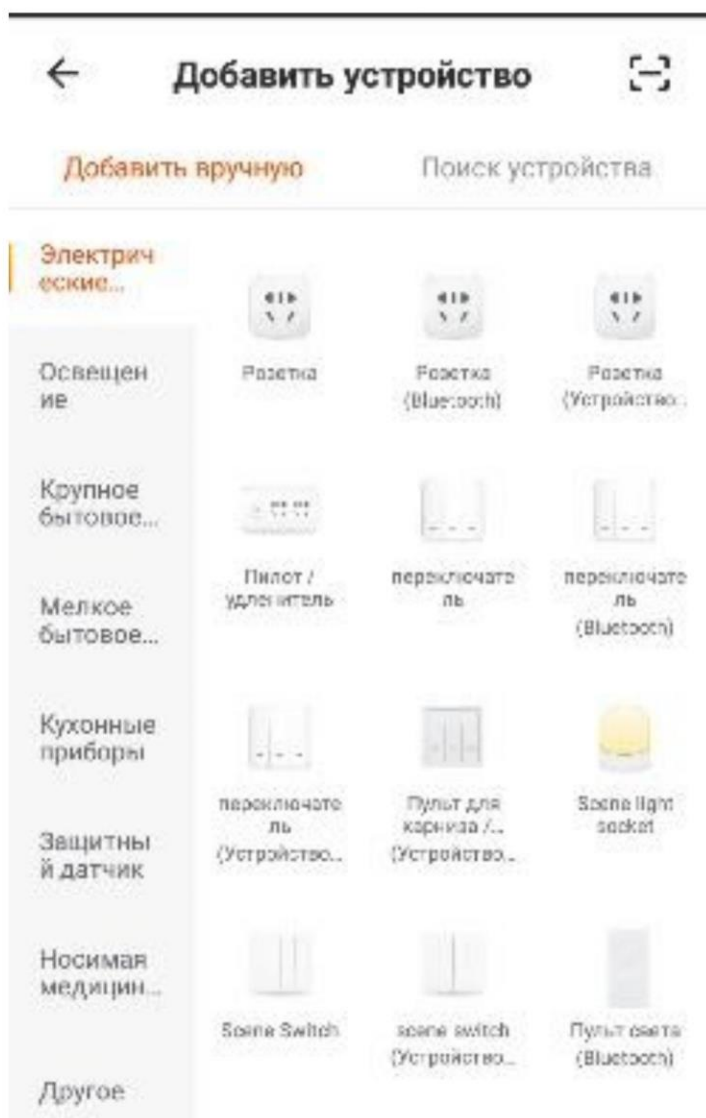 Добавить устройство
Добавить вручную
Поиск устройства
Электрич
еские...
Освещен
ие
Крупное
бытовое...
Мелкое
бытовое...
Кухонные
приборы
Защитны
й датчик
Носимая
медицин...
Другое
Розетка
Розетка
(Bluetooth)
Розетка
(Устройство...
Пилот /
удленитель
переключате
ль
переключате
ль
(Bluetooth)
переключате
ль
(Устройство...
Пульт для
карниза /...
(Устройство...
Scene light
socket
Scene Switch
scene switch
(Устройство...
Пульт света
(Bluetooth)